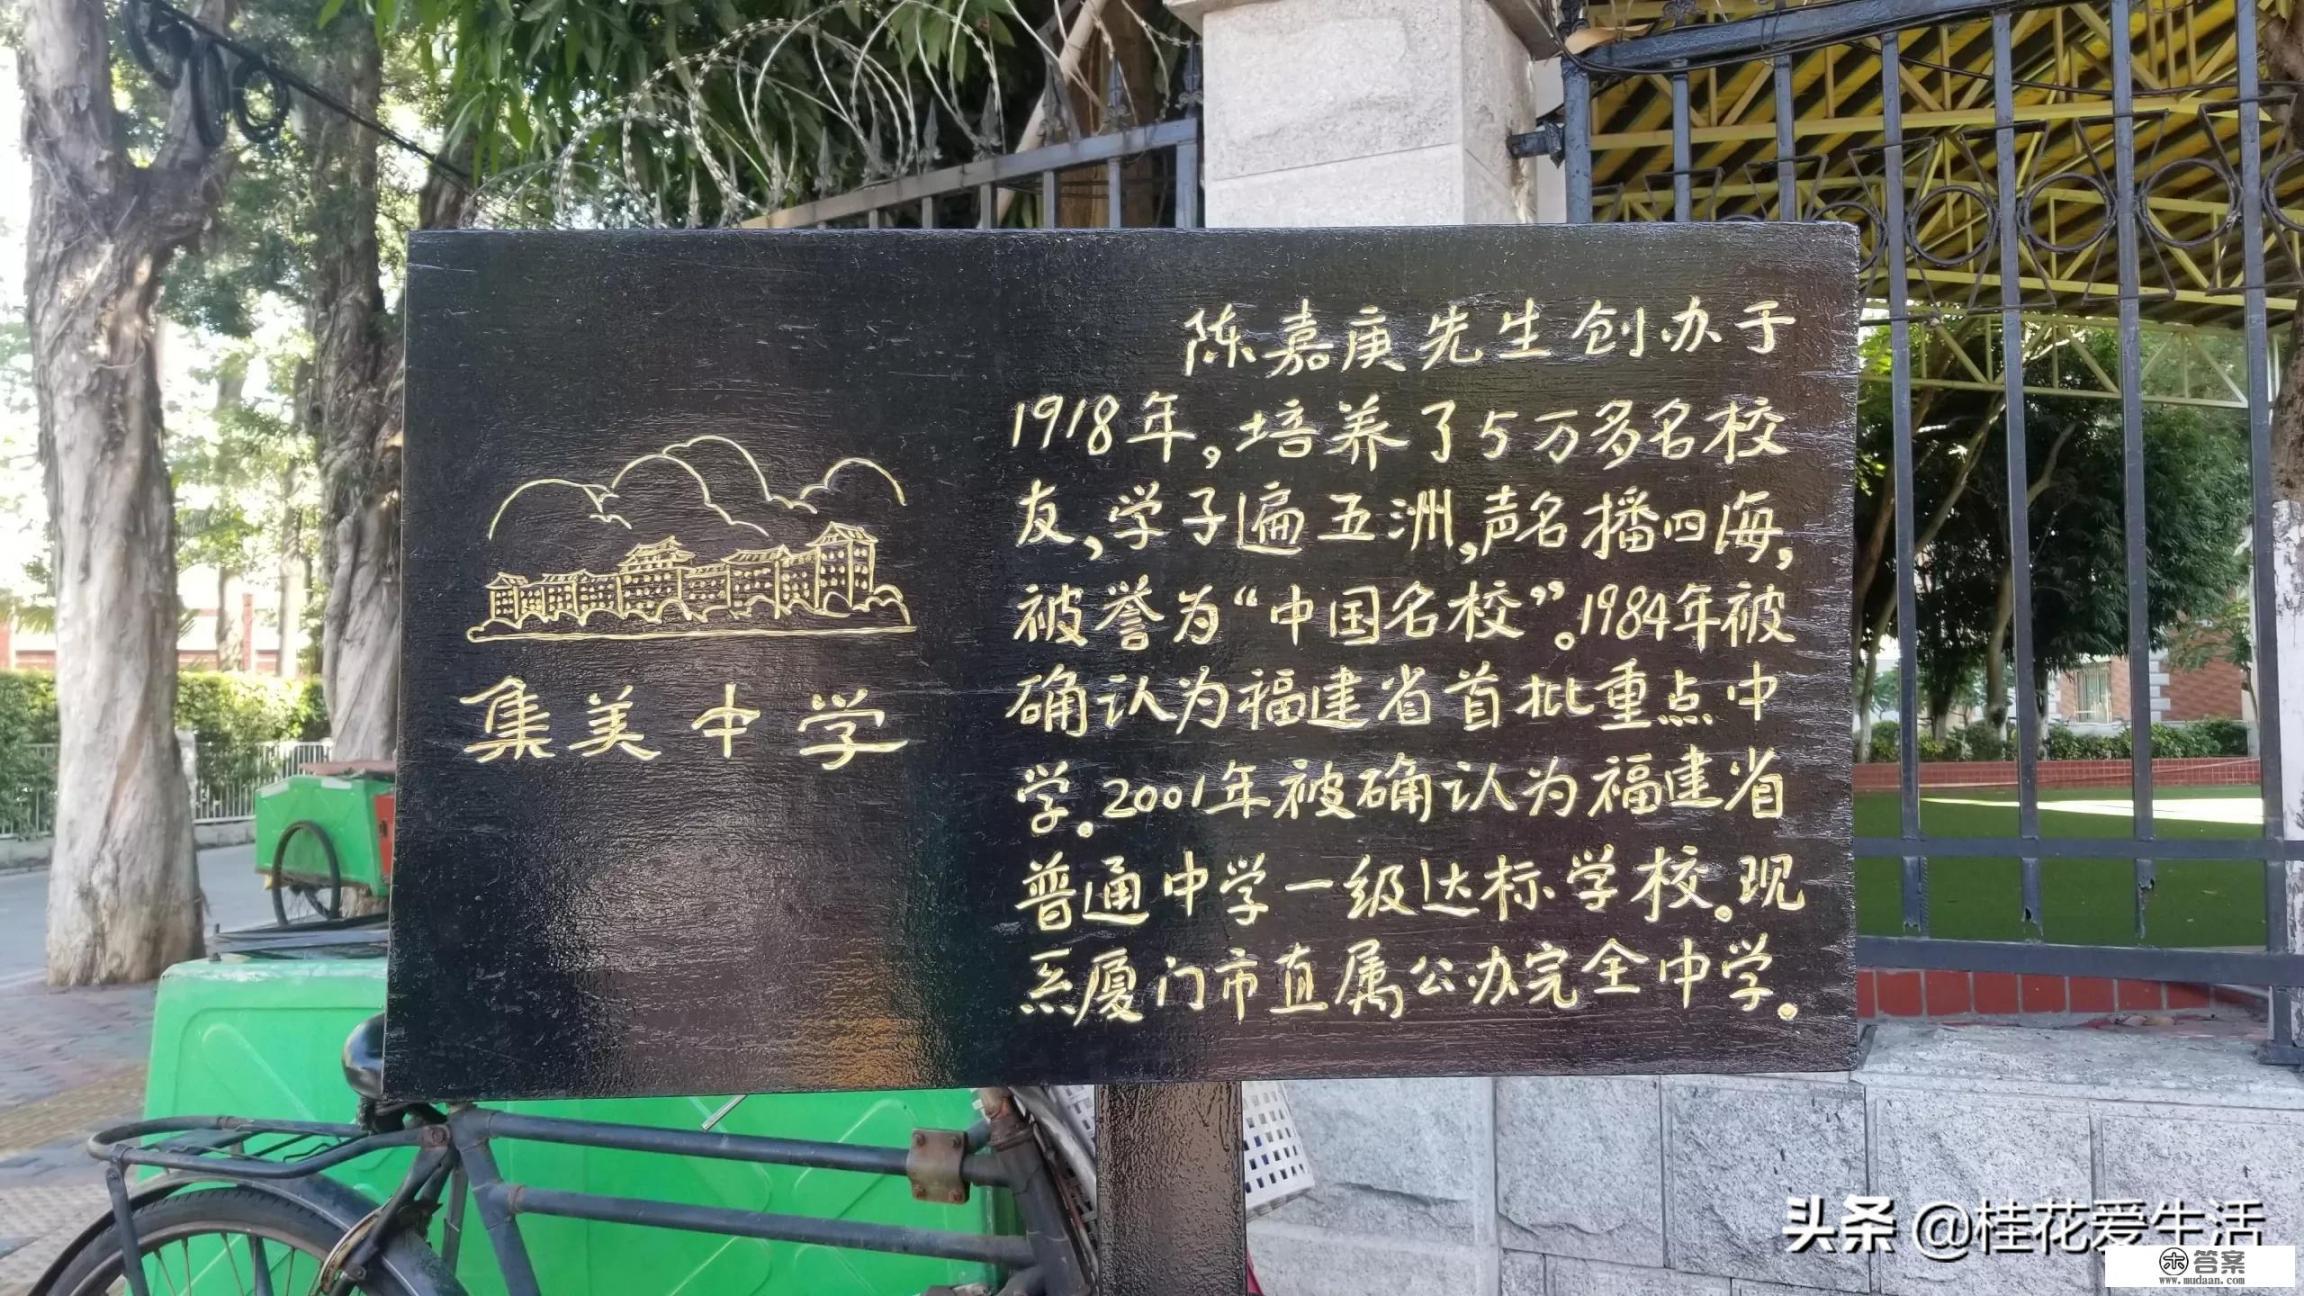 集美中学
陈嘉庚先生创办于
1918年,培养了5万多名校
友,学子遍五洲,声名播四海,
被誉为“中国名校”。1984年被
确认为福建省首批重点中
学.2001年被确认为福建省
普通中学一级达标学校。现
系厦门市直属公办完全中学。
头条 @桂花爱生活
木答案
www.mudaan.com